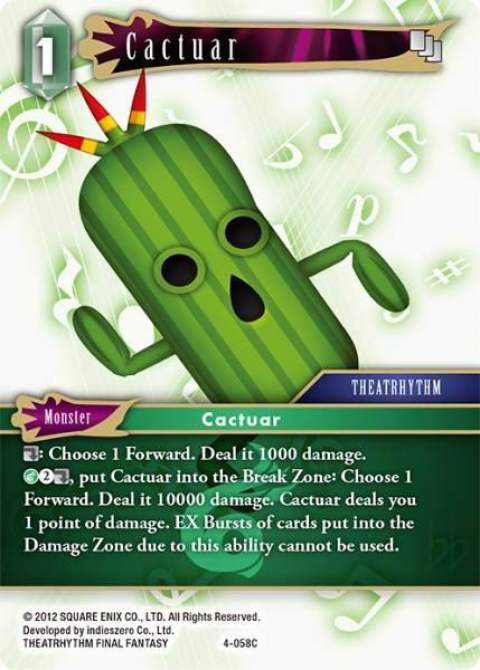 1
Cactuar
p
THEATRHYTHM
Monster
Cactuar
: Choose 1 Forward. Deal it 1000 damage.
2, put Cactuar into the Break Zone: Choose 1
Forward. Deal it 10000 damage. Cactuar deals you
1 point of damage. EX Bursts of cards put into the
Damage Zone due to this ability cannot be used.
© 2012 SQUARE ENIX CO., LTD. All Rights Reserved.
Developed by indieszero Co., Ltd.
THEATRHYTHM FINAL FANTASY 4-058C